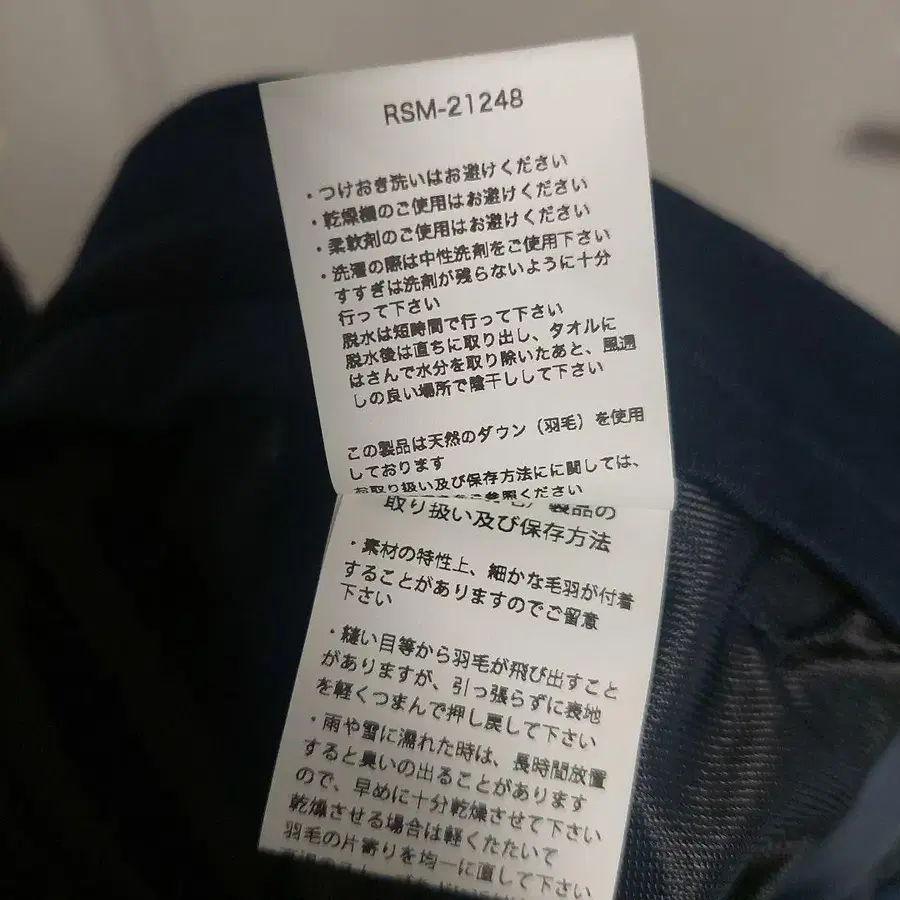 RSM-21248
・つけおき洗いはお避けください
・乾燥機のご使用はお避けください
・柔軟剤のご使用はお避けください
・洗濯の際は中性洗剤をご使用下さい
すすぎは洗剤が残らないように十分
行って下さい
脱水は短時間で行って下さい
脱水後は直ちに取り出し、タオルに
はさんで水分を取り除いたあと、風通
しの良い場所で陰干しして下さい
この製品は天然のダウン（羽毛）を使用
しております
お取り扱い及び保存方法にに関しては、
参照ください
製品の
取り扱い及び保存方法
・素材の特性上、細かな毛羽が付着
することがありますのでご留意
下さい
・縫い目等から羽毛が飛び出すこと
がありますが、引っ張らずに表地
を軽くつまんで押し戻して下さい
・雨や雪に濡れた時は、長時間放置
すると臭いの出ることがあります
ので、早めに十分乾燥させて下さい
乾燥させる場合は軽くたたいて
羽毛の片寄りを均一に直して下さい